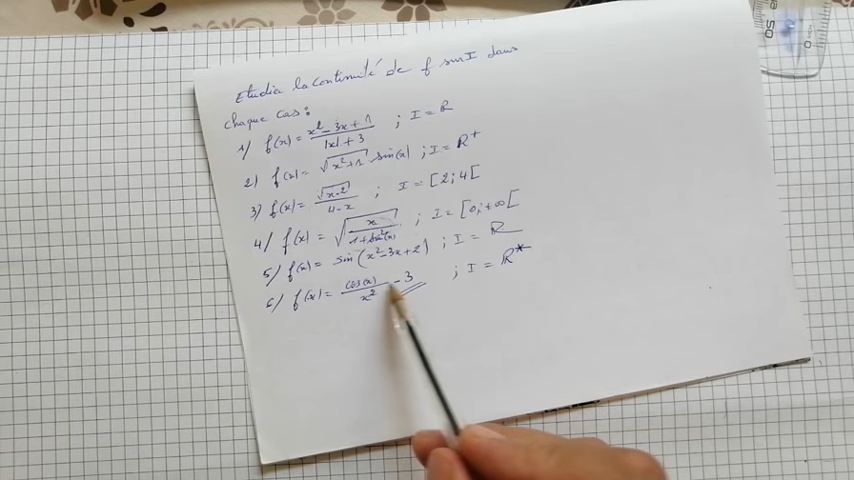 Etudier la continuité de f sur I dans
chaque cas :
1) f(x) = (x² - 3x + 1)/(|x| + 3) ; I = R
2) f(x) = √(x²+1) sin(x) ; I = R⁺
3) f(x) = √(x-2)/(4-x) ; I = [2; 4[
4/ f(x) = √(x/(1+sin²(x))) ; I = [0; +∞[
5/ f(x) = sin(x² - 3x + 2) ; I = R
6/ f(x) = cos(x)/x² - 3 ; I = R*